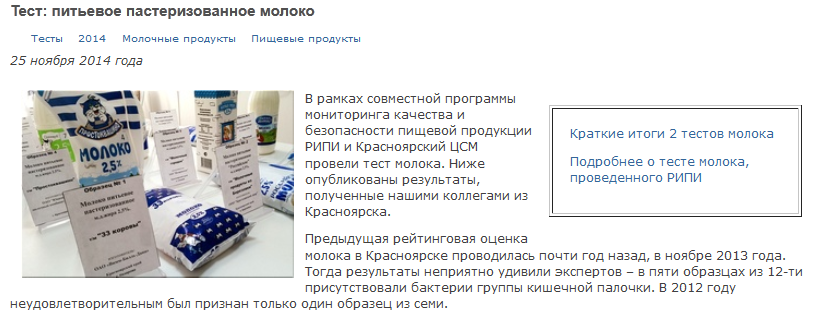 Тест: питьевое пастеризованное молоко
Тесты 2014 Молочные продукты Пищевые продукты
25 ноября 2014 года
ПРОСТОКВАШИНО
МОЛОКО
2,5%
Образец № 1
Молоко питьевое
пастеризованное
"33 коровы"
В рамках совместной программы
мониторинга качества и
безопасности пищевой продукции
РИПИ и Красноярский ЦСМ
провели тест молока. Ниже
опубликованы результаты,
полученные нашими коллегами из
Красноярска.
Краткие итоги 2 тестов молока
Подробнее о тесте молока,
проведенного РИПИ
Предыдущая рейтинговая оценка
молока в Красноярске проводилась почти год назад, в ноябре 2013 года.
Тогда результаты неприятно удивили экспертов – в пяти образцах из 12-ти
присутствовали бактерии группы кишечной палочки. В 2012 году
неудовлетворительным был признан только один образец из семи.